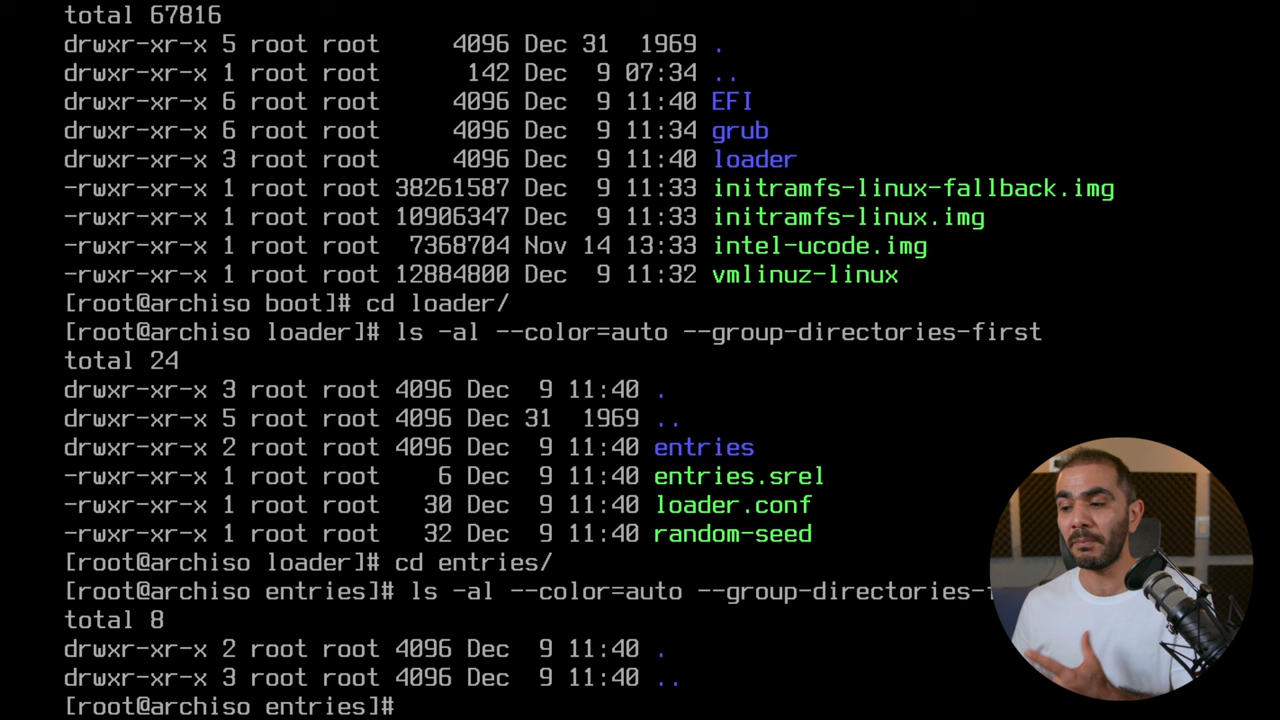 total 67816
drwxr-xr-x 5 root root     4096 Dec 31  1969 .
drwxr-xr-x 1 root root      142 Dec  9 07:34 ..
drwxr-xr-x 6 root root     4096 Dec  9 11:40 EFI
drwxr-xr-x 6 root root     4096 Dec  9 11:34 grub
drwxr-xr-x 3 root root     4096 Dec  9 11:40 loader
-rwxr-xr-x 1 root root 38261587 Dec  9 11:33 initramfs-linux-fallback.img
-rwxr-xr-x 1 root root 10906347 Dec  9 11:33 initramfs-linux.img
-rwxr-xr-x 1 root root  7368704 Nov 14 13:33 intel-ucode.img
-rwxr-xr-x 1 root root 12884800 Dec  9 11:32 vmlinuz-linux
[root@archiso boot]# cd loader/
[root@archiso loader]# ls -al --color=auto --group-directories-first
total 24
drwxr-xr-x 3 root root 4096 Dec  9 11:40 .
drwxr-xr-x 5 root root 4096 Dec 31  1969 ..
drwxr-xr-x 2 root root 4096 Dec  9 11:40 entries
-rwxr-xr-x 1 root root    6 Dec  9 11:40 entries.srel
-rwxr-xr-x 1 root root   30 Dec  9 11:40 loader.conf
-rwxr-xr-x 1 root root   32 Dec  9 11:40 random-seed
[root@archiso loader]# cd entries/
[root@archiso entries]# ls -al --color=auto --group-directories-
total 8
drwxr-xr-x 2 root root 4096 Dec  9 11:40 .
drwxr-xr-x 3 root root 4096 Dec  9 11:40 ..
[root@archiso entries]#